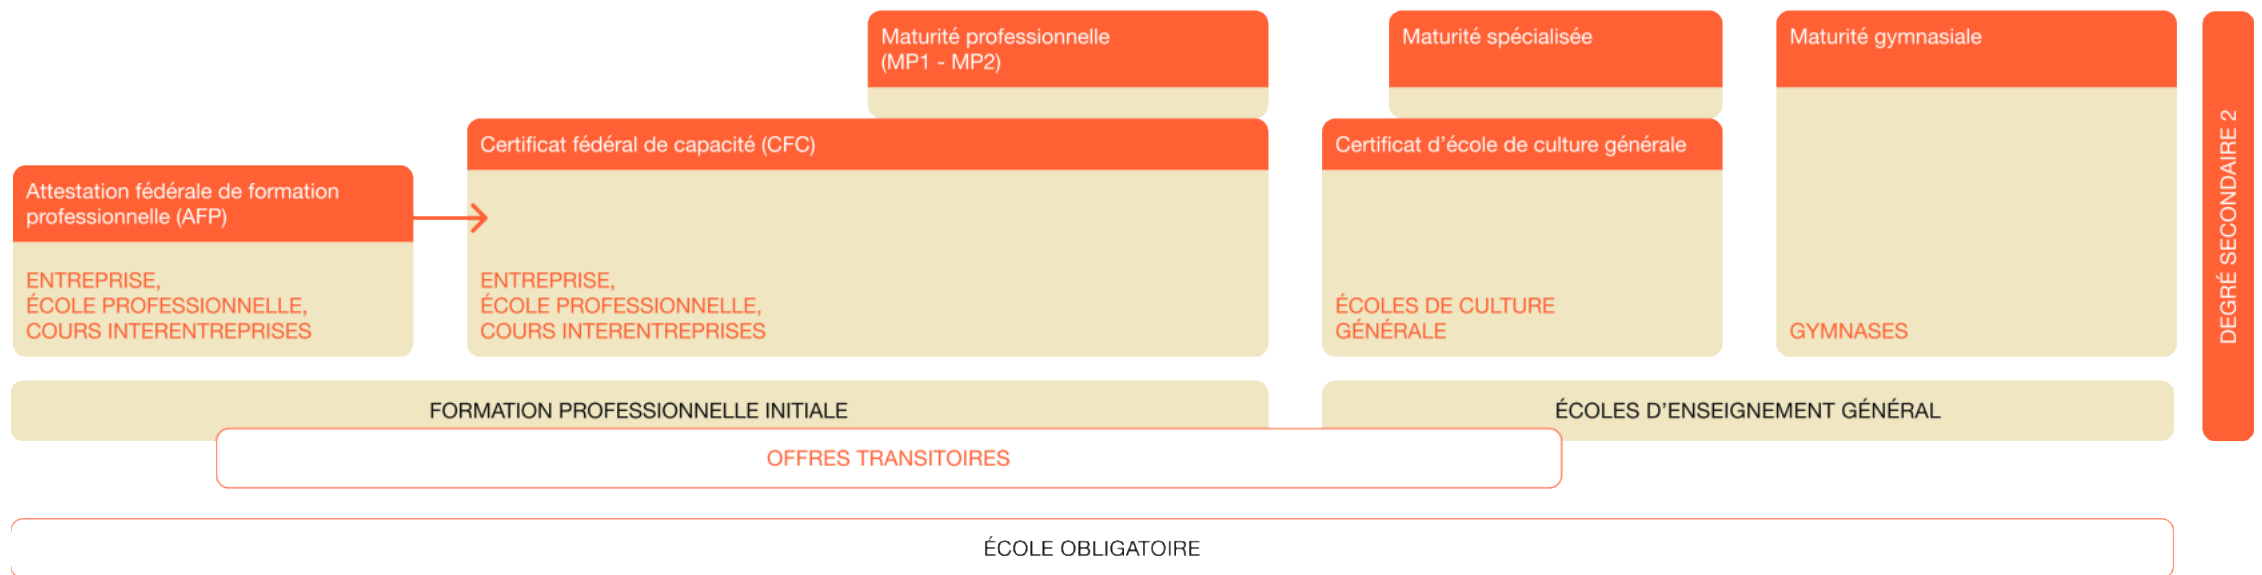 Maturité professionnelle
(MP1 - MP2)
Maturité spécialisée
Maturité gymnasiale
Certificat fédéral de capacité (CFC)
Certificat d'école de culture générale
Attestation fédérale de formation
professionnelle (AFP)
ENTREPRISE,
ÉCOLE PROFESSIONNELLE,
COURS INTERENTREPRISES
ENTREPRISE,
ÉCOLE PROFESSIONNELLE,
COURS INTERENTREPRISES
ÉCOLES DE CULTURE
GÉNÉRALE
GYMNASES
DEGRÉ SECONDAIRE 2
FORMATION PROFESSIONNELLE INITIALE
ÉCOLES D'ENSEIGNEMENT GÉNÉRAL
OFFRES TRANSITOIRES
ÉCOLE OBLIGATOIRE